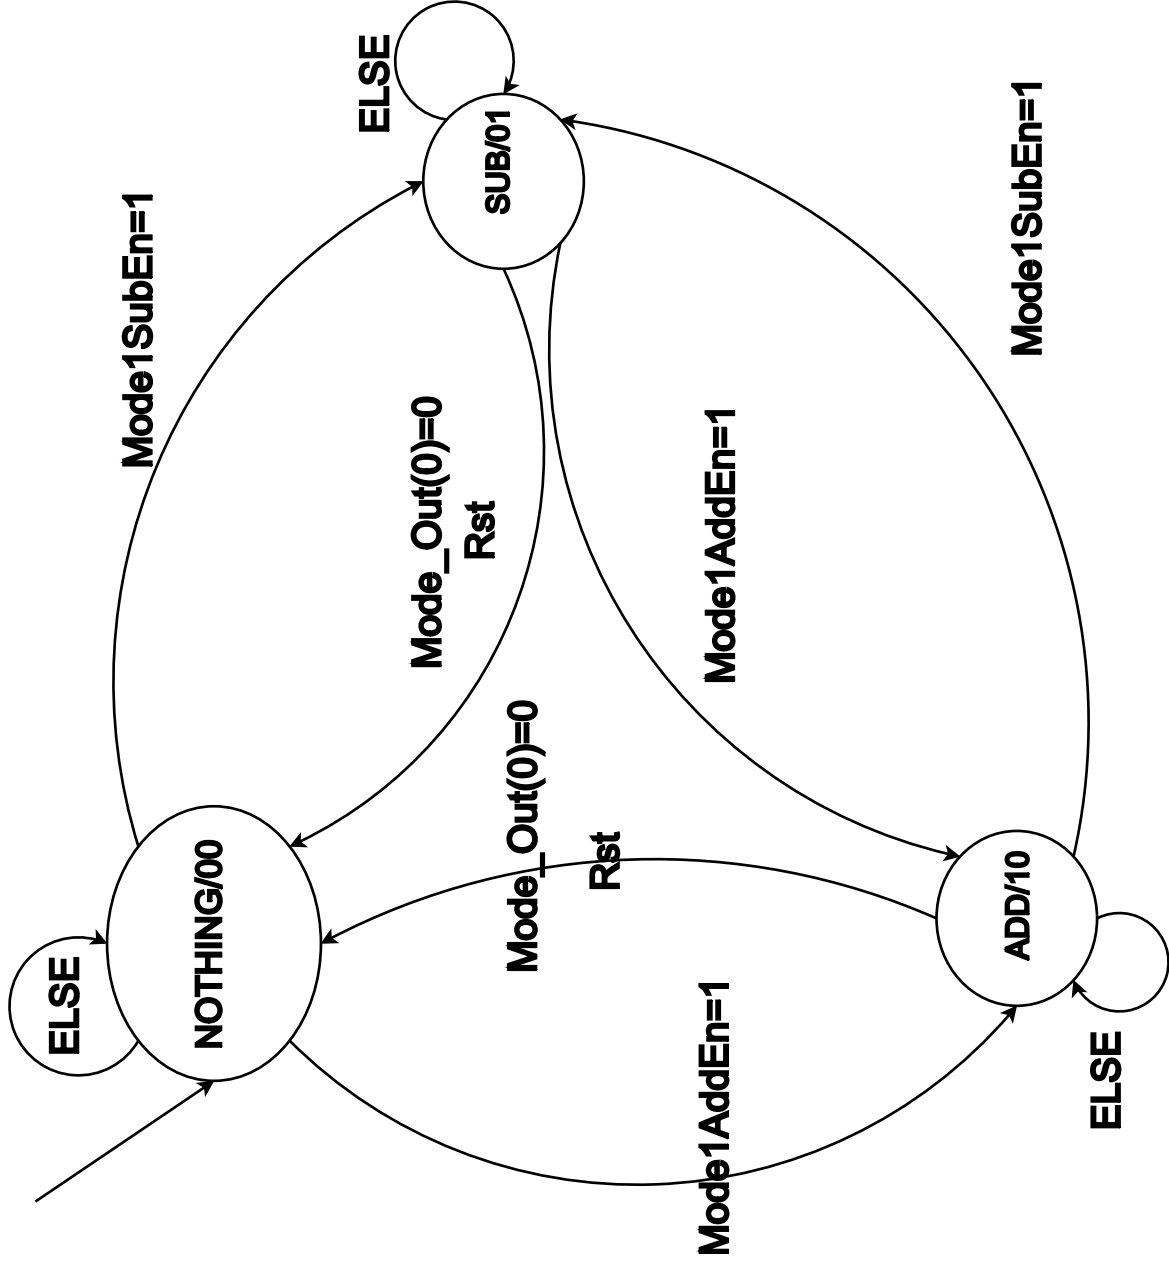 Mode1SubEn=1
ELSE
SUB/01
Mode_Out(0)=0
Rst
Mode1SubEn=1
Mode1AddEn=1
ELSE
NOTHING/00
Mode_Out(0)=0
Rst
ADD/10
Mode1AddEn=1
ELSE